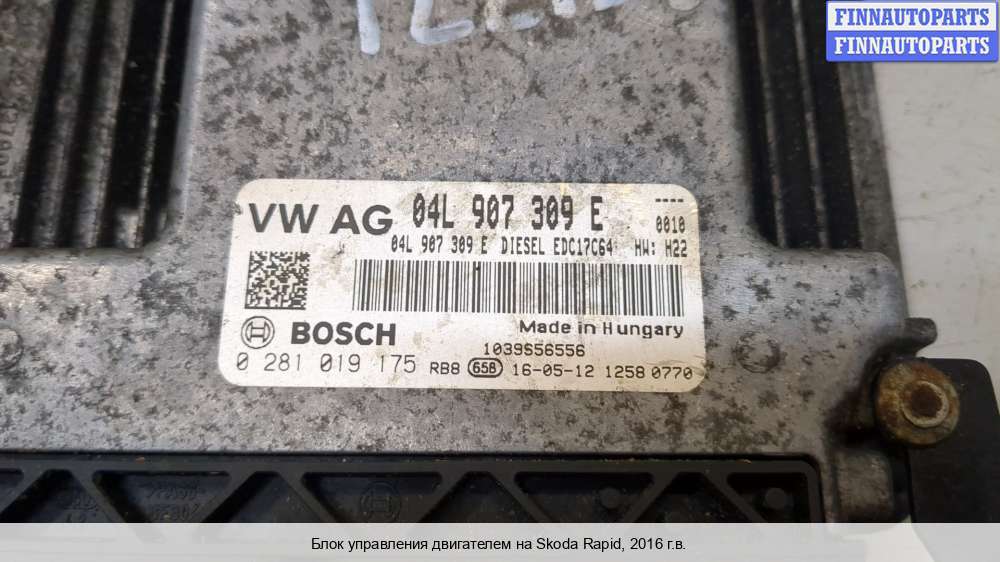 FINNAUTOPARTS
FINNAUTOPARTS
VW AG 04L 907 309 E ----
0010
04L 907 309 E DIESEL EDC17C64 HW: H22
BOSCH
Made in Hungary
1039S56556
0 281 019 175 RB8 658 16-05-12 1258 0770
Блок управления двигателем на Skoda Rapid, 2016 г.в.